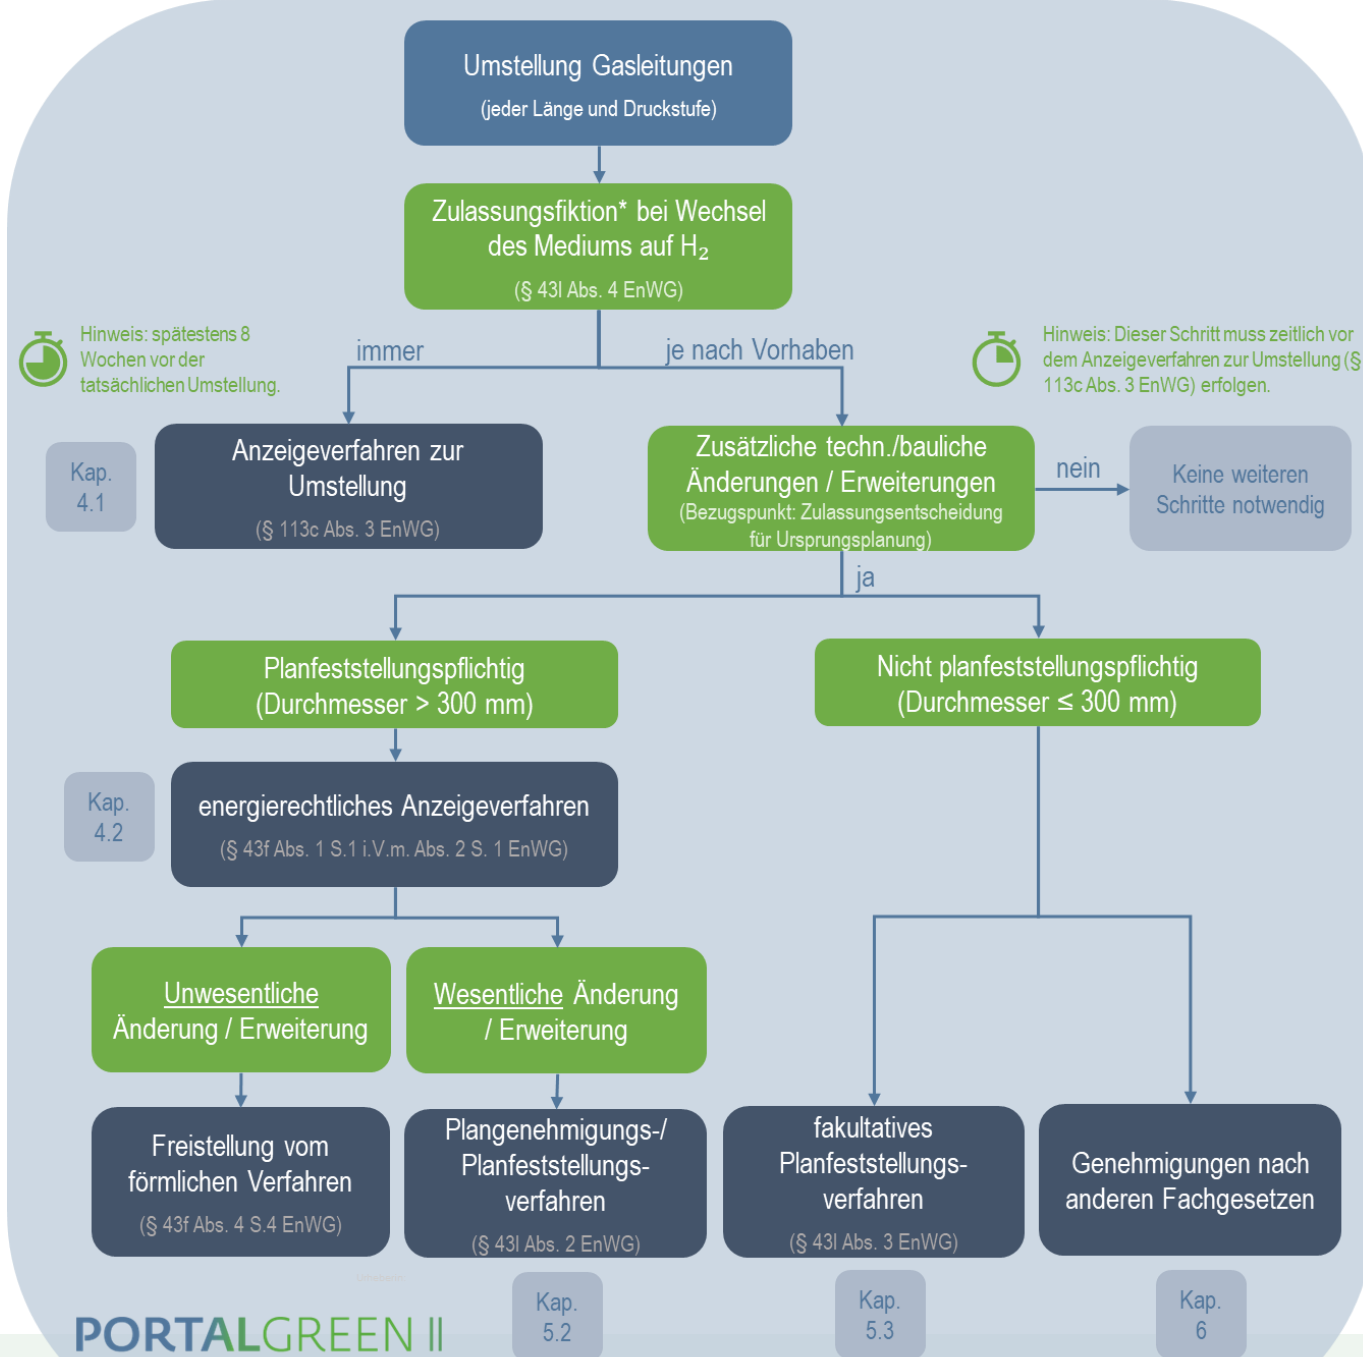 Umstellung Gasleitungen
(jeder Länge und Druckstufe)
Zulassungsfiktion* bei Wechsel
des Mediums auf H₂
(§ 43l Abs. 4 EnWG)
Hinweis: spätestens 8
Wochen vor der
tatsächlichen Umstellung.
immer
je nach Vorhaben
Hinweis: Dieser Schritt muss zeitlich vor
dem Anzeigeverfahren zur Umstellung (§
113c Abs. 3 EnWG) erfolgen.
Kap.
4.1
Anzeigeverfahren zur
Umstellung
(§ 113c Abs. 3 EnWG)
Zusätzliche techn./bauliche
Änderungen / Erweiterungen
(Bezugspunkt: Zulassungsentscheidung
für Ursprungsplanung)
nein
Keine weiteren
Schritte notwendig
ja
Planfeststellungspflichtig
(Durchmesser > 300 mm)
Nicht planfeststellungspflichtig
(Durchmesser ≤ 300 mm)
Kap.
4.2
energierechtliches Anzeigeverfahren
(§ 43f Abs. 1 S.1 i.V.m. Abs. 2 S. 1 EnWG)
Unwesentliche
Änderung / Erweiterung
Wesentliche Änderung
/ Erweiterung
Freistellung vom
förmlichen Verfahren
(§ 43f Abs. 4 S.4 EnWG)
Plangenehmigungs-/
Planfeststellungs-
verfahren
(§ 43l Abs. 2 EnWG)
fakultatives
Planfeststellungs-
verfahren
(§ 43l Abs. 3 EnWG)
Genehmigungen nach
anderen Fachgesetzen
Kap.
5.2
Kap.
5.3
Kap.
6
PORTALGREEN II